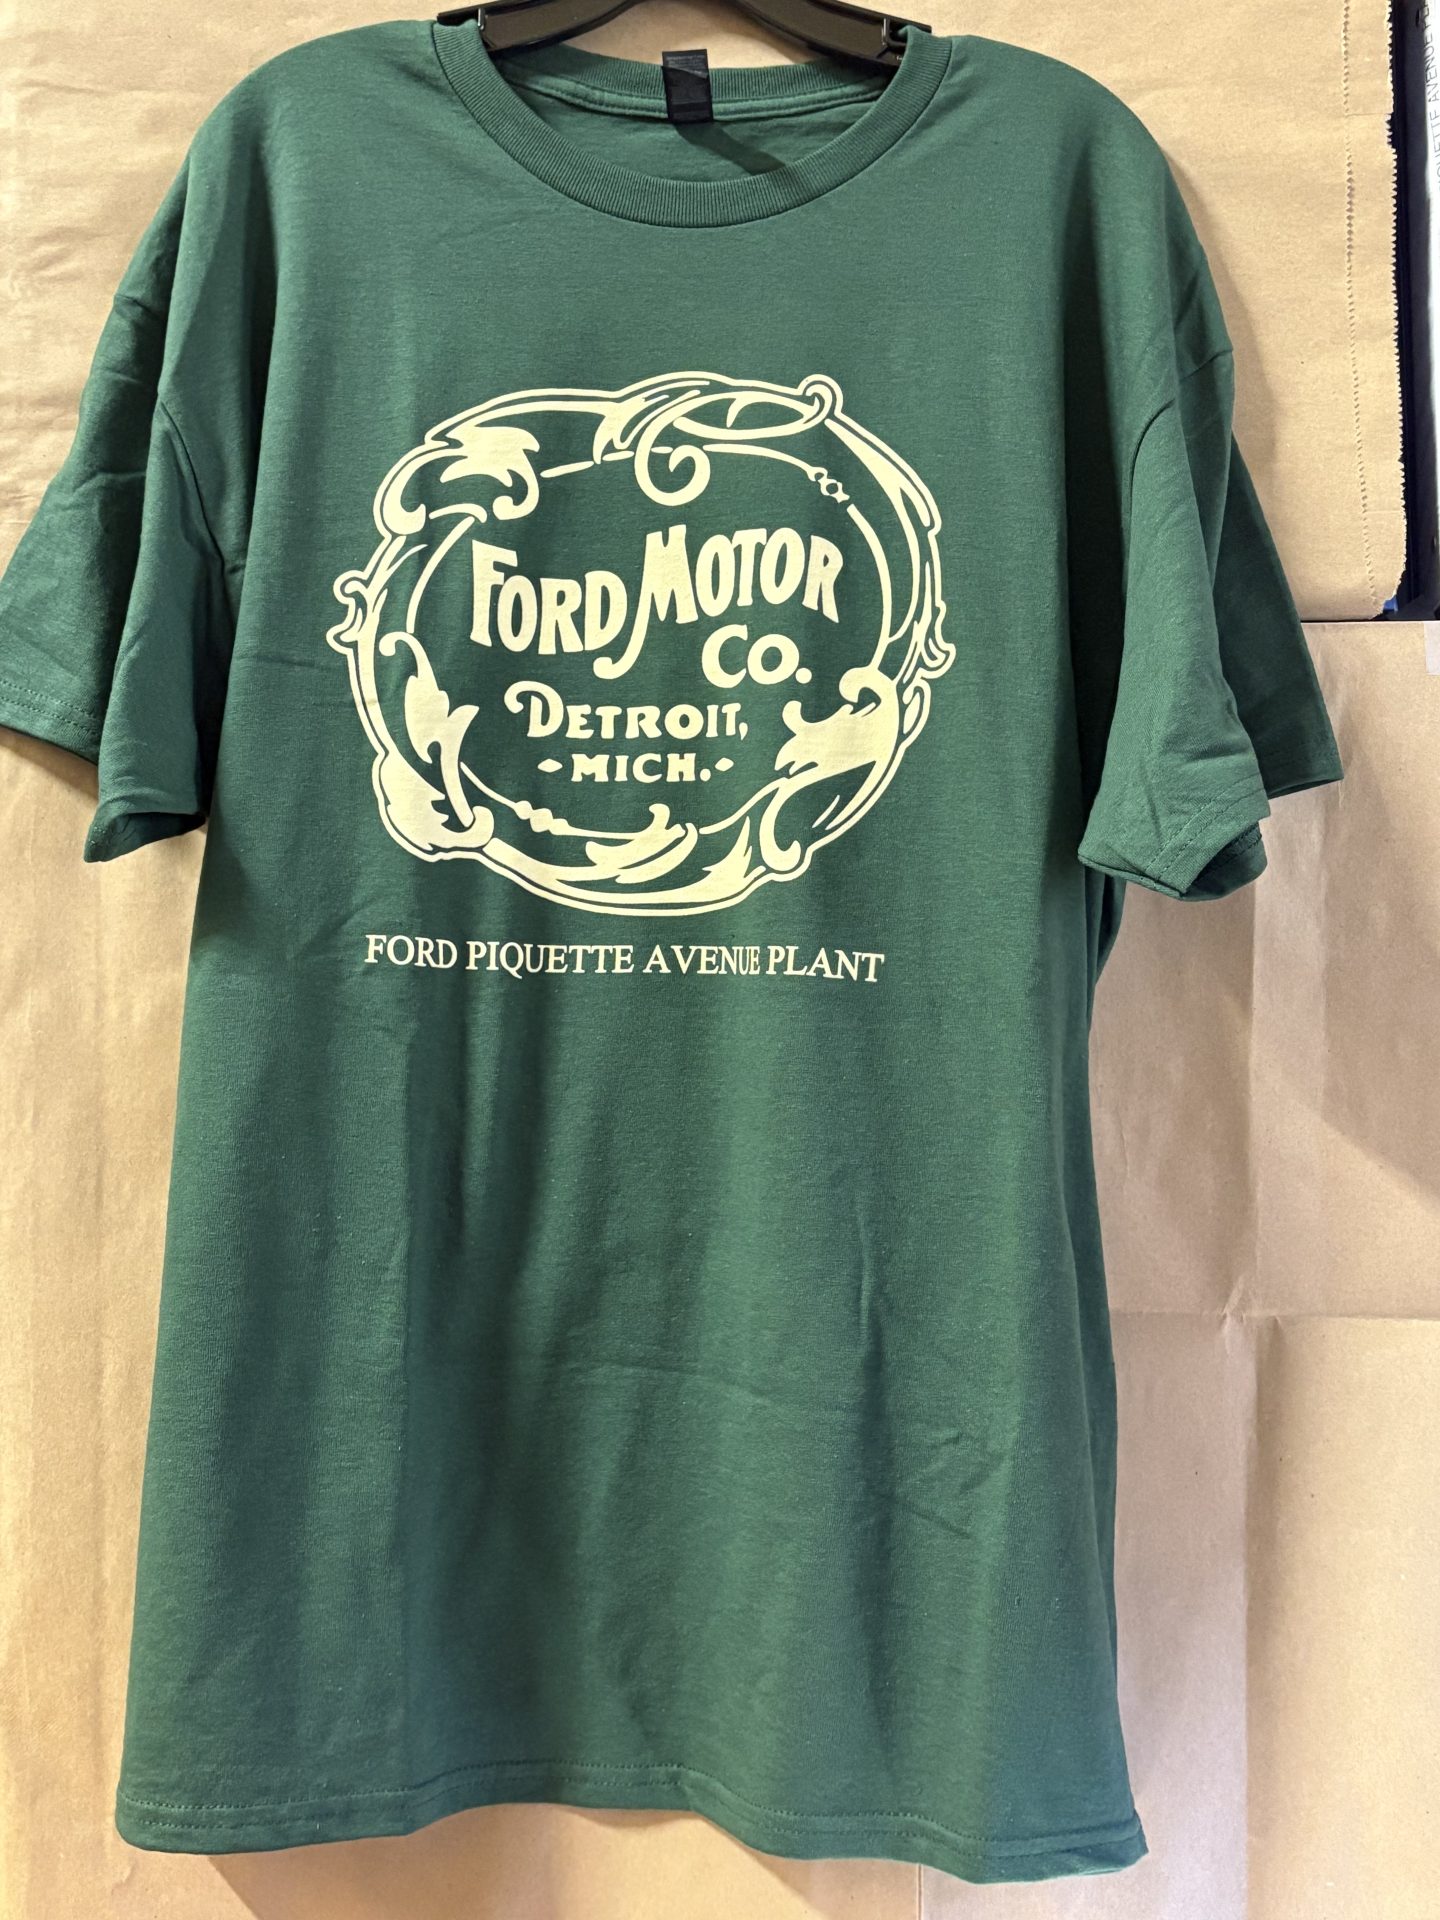 FORD MOTOR
CO.
DETROIT,
-MICH.-
FORD PIQUETTE AVENUE PLANT